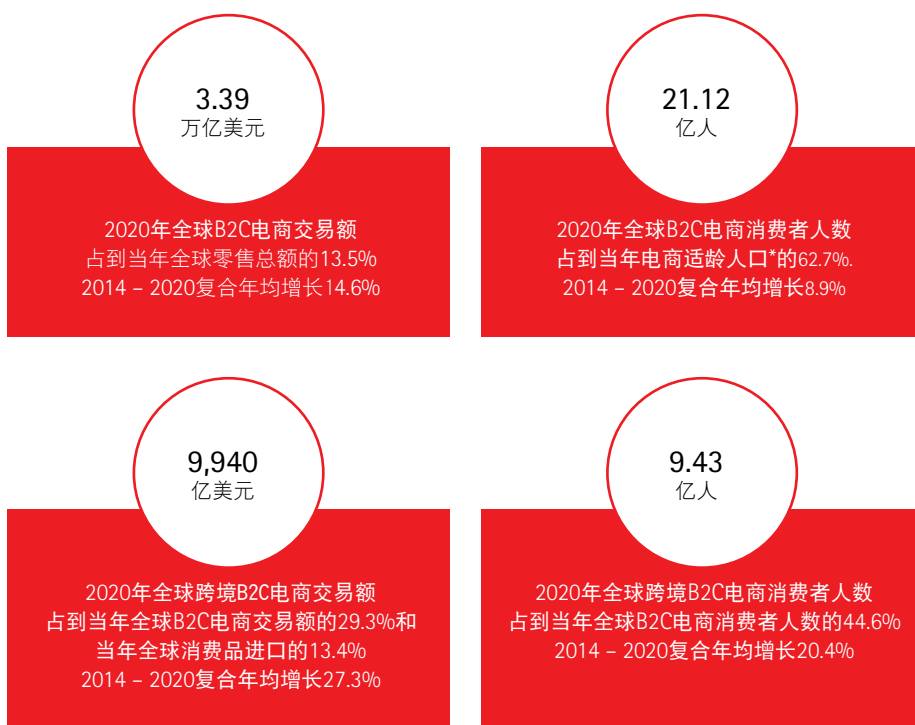 3.39
万亿美元
2020年全球B2C电商交易额
占到当年全球零售总额的13.5%
2014 – 2020复合年均增长14.6%
21.12
亿人
2020年全球B2C电商消费者人数
占到当年电商适龄人口*的62.7%.
2014 – 2020复合年均增长8.9%
9,940
亿美元
2020年全球跨境B2C电商交易额
占到当年全球B2C电商交易额的29.3%和
当年全球消费品进口的13.4%
2014 – 2020复合年均增长27.3%
9.43
亿人
2020年全球跨境B2C电商消费者人数
占到当年全球B2C电商消费者人数的44.6%
2014 – 2020复合年均增长20.4%